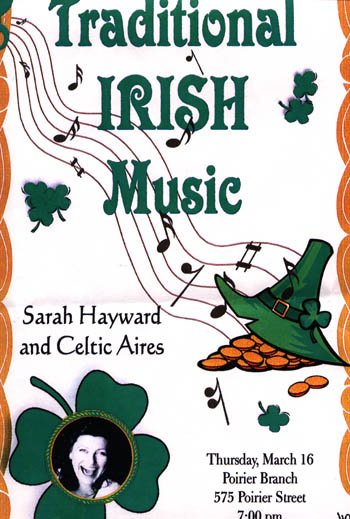 Traditional
IRISH
Music
Sarah Hayward
and Celtic Aires
Thursday, March 16
Poirier Branch
575 Poirier Street
7:00 pm